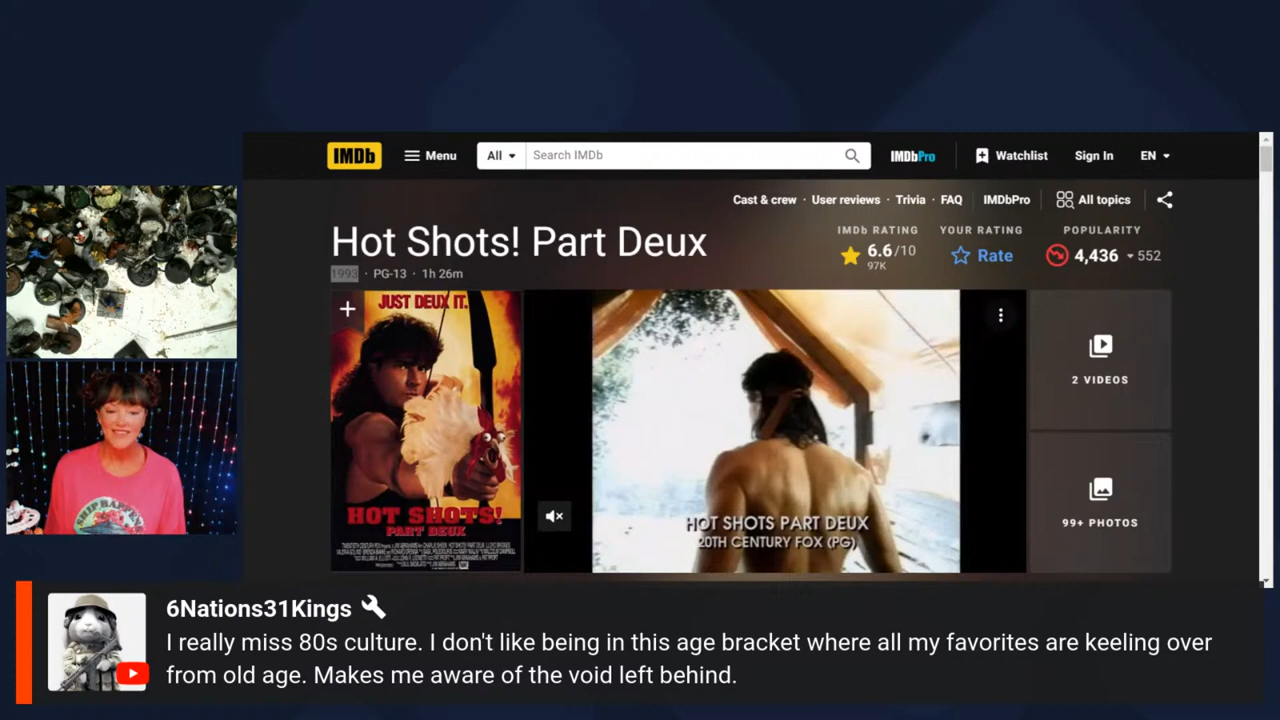 IMDb
Menu
All
Search IMDb
IMDbPro
Watchlist
Sign In
EN
Cast & crew · User reviews · Trivia · FAQ
IMDbPro
All topics
Hot Shots! Part Deux
1993 · PG-13 · 1h 26m
IMDb RATING
6.6/10
97K
YOUR RATING
Rate
POPULARITY
4,436
552
JUST DEUX IT.
HOT SHOTS!
PART DEUX
HOT SHOTS PART DEUX
20TH CENTURY FOX (PG)
2 VIDEOS
99+ PHOTOS
6Nations31Kings
I really miss 80s culture. I don't like being in this age bracket where all my favorites are keeling over
from old age. Makes me aware of the void left behind.